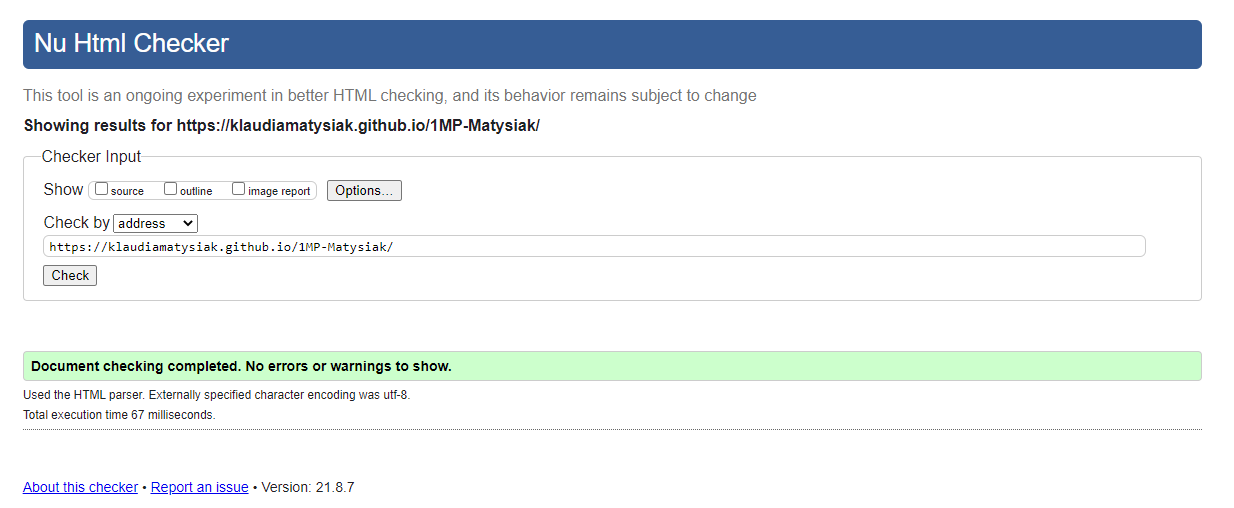 Nu Html Checker
This tool is an ongoing experiment in better HTML checking, and its behavior remains subject to change
Showing results for https://klaudiamatysiak.github.io/1MP-Matysiak/
Checker Input
Show source outline image report Options...
Check by address
https://klaudiamatysiak.github.io/1MP-Matysiak/
Check
Document checking completed. No errors or warnings to show.
Used the HTML parser. Externally specified character encoding was utf-8.
Total execution time 67 milliseconds.
About this checker • Report an issue • Version: 21.8.7